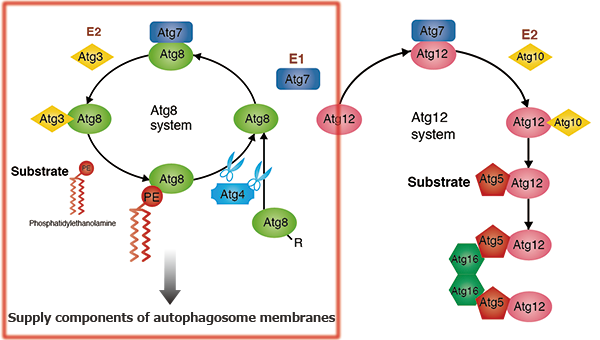 E2
Atg3
Atg7
Atg8
E1
Atg7
Atg3
Atg8
Atg8
system
Atg8
Substrate
PE
Phosphatidylethanolamine
Atg8
PE
Atg4
Atg8
R
Supply components of autophagosome membranes
Atg7
Atg12
E2
Atg10
Atg12
Atg12
system
Atg12
Atg10
Substrate
Atg5
Atg12
Atg5
Atg12
Atg16
Atg16
Atg5
Atg12